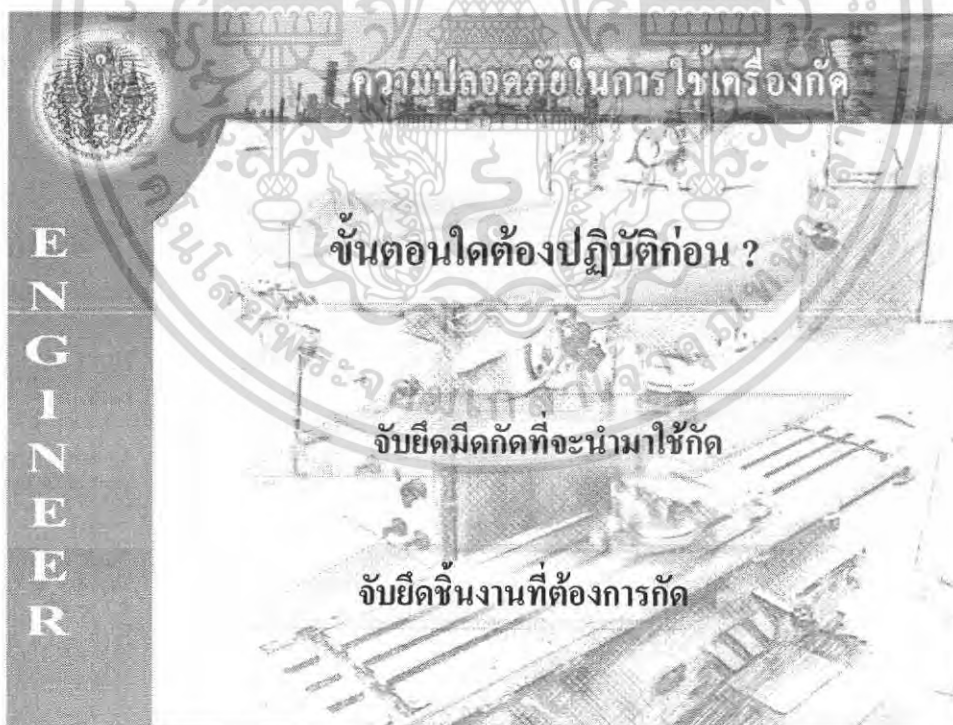 ความปลอดภัยในการใช้เครื่องกัด
ขั้นตอนใดต้องปฏิบัติก่อน ?
จับยึดมีดกัดที่จะนำมาใช้กัด
จับยึดชิ้นงานที่ต้องการกัด
ENGINEER